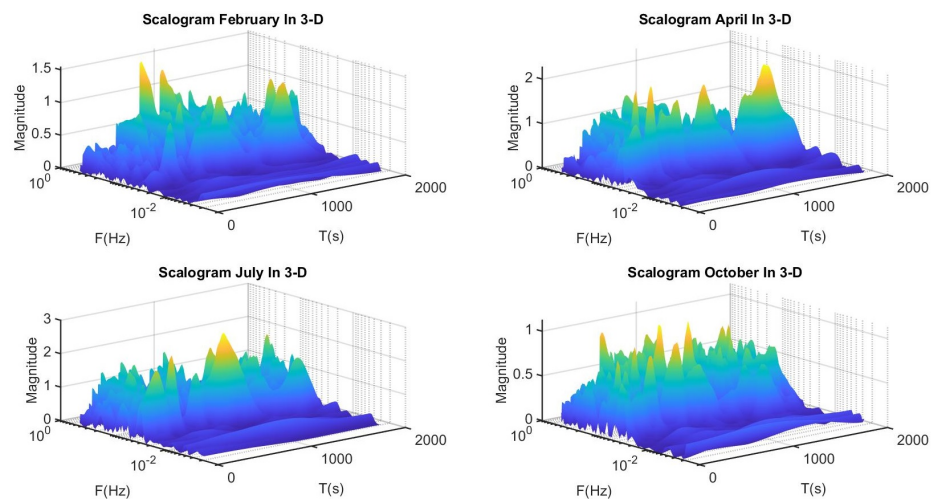 Scalogram February In 3-D
1.5
1
0.5
0
Magnitude
10^0
10^-2
F(Hz)
0
1000
2000
T(s)
Scalogram April In 3-D
2
1
0
Magnitude
10^0
10^-2
F(Hz)
0
1000
2000
T(s)
Scalogram July In 3-D
3
2
1
0
Magnitude
10^0
10^-2
F(Hz)
0
1000
2000
T(s)
Scalogram October In 3-D
1
0.5
0
Magnitude
10^0
10^-2
F(Hz)
0
1000
2000
T(s)